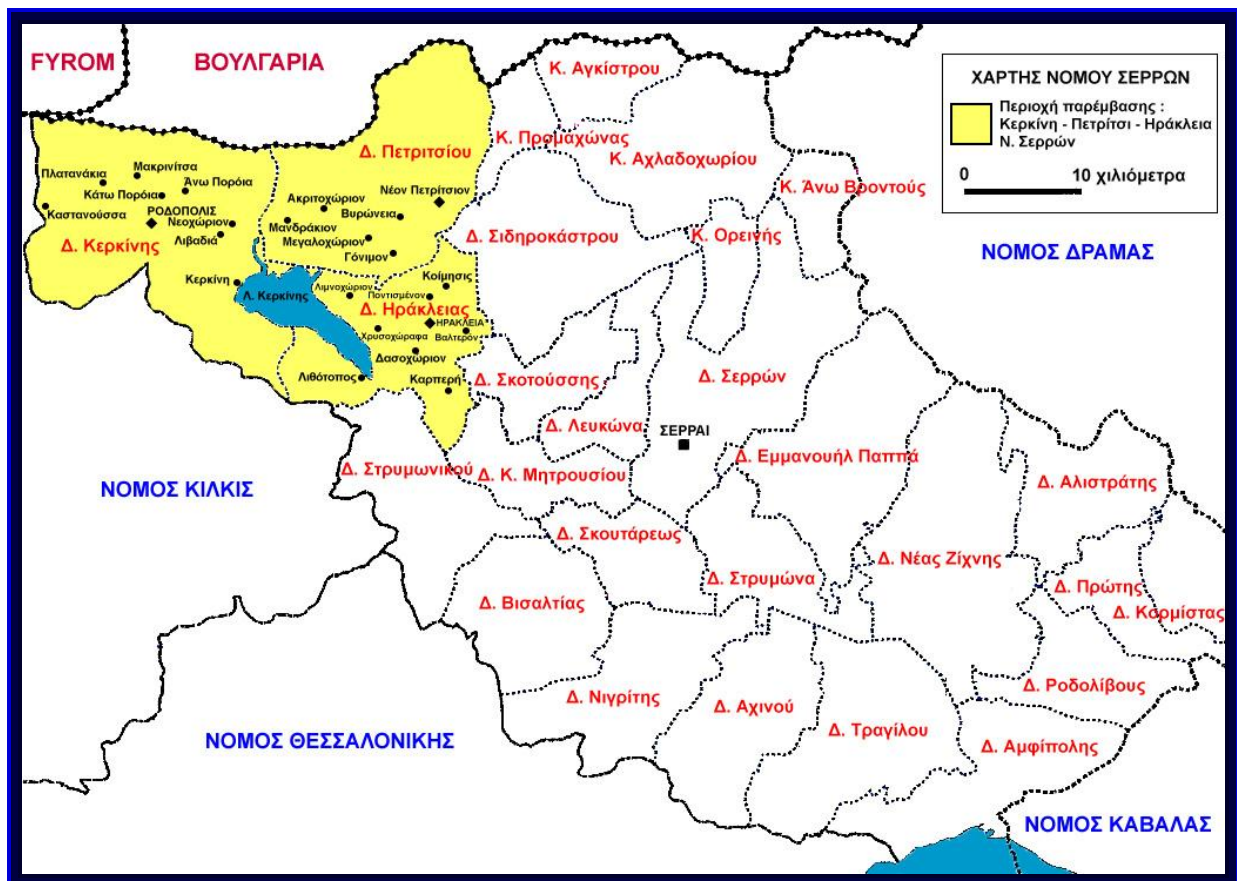 FYROM
ΒΟΥΛΓΑΡΙΑ
Κ. Αγκίστρου
ΧΑΡΤΗΣ ΝΟΜΟΥ ΣΕΡΡΩΝ
Περιοχή παρέμβασης :
Κερκίνη - Πετρίτσι - Ηράκλεια
Ν. Σερρών
0 10 χιλιόμετρα
Κ. Προμαχώνας
Δ. Πετριτσίου
Κ. Αχλαδοχωρίου
Κ. Άνω Βροντούς
Πλατανάκια
Μακρινίτσα
Κάτω Πορόια
Άνω Πορόια
Καστανούσσα
ΡΟΔΟΠΟΛΙΣ
Νεοχώριον
Λιβαδιά
Δ. Κερκίνης
Ακριτοχώριον
Νέον Πετρίτσιον
Βυρώνεια
Μανδράκιον
Μεγαλοχώριον
Γόνιμον
Δ. Σιδηροκάστρου
Κ. Ορεινής
ΝΟΜΟΣ ΔΡΑΜΑΣ
Κερκίνη
Λ. Κερκίνης
Λιμνοχώριον
Κοίμησις
Ποντισμένον
Δ. Ηράκλειας
ΗΡΑΚΛΕΙΑ
Χρυσοχώραφα
Βαλτερόν
Δασοχώριον
Λιθότοπος
Καρπερή
Δ. Σκοτούσσης
Δ. Σερρών
Δ. Λευκώνα
ΣΕΡΡΑΙ
Δ. Εμμανουήλ Παππά
Δ. Στρυμωνικού
Δ. Κ. Μητρουσίου
Δ. Αλιστράτης
ΝΟΜΟΣ ΚΙΛΚΙΣ
Δ. Σκουτάρεως
Δ. Νέας Ζίχνης
Δ. Στρυμώνα
Δ. Πρώτης
Δ. Βισαλτίας
Δ. Κορμίστας
Δ. Νιγρίτης
Δ. Ροδολίβους
Δ. Αχινού
Δ. Τραγίλου
ΝΟΜΟΣ ΘΕΣΣΑΛΟΝΙΚΗΣ
Δ. Αμφίπολης
ΝΟΜΟΣ ΚΑΒΑΛΑΣ